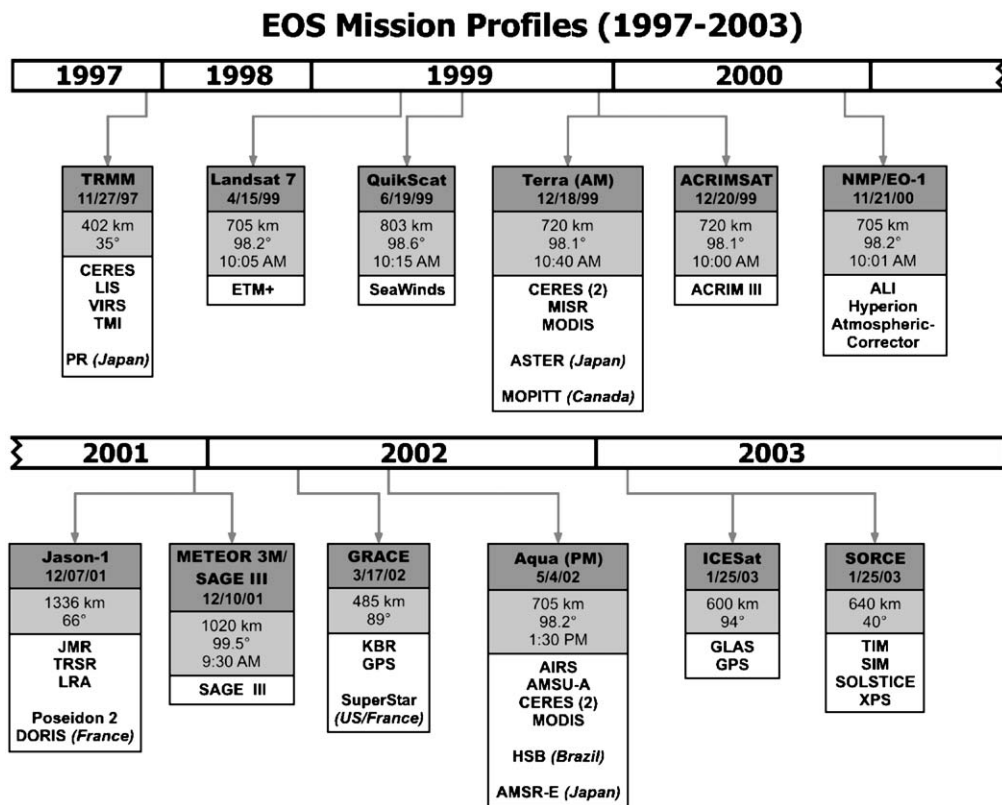 EOS Mission Profiles (1997-2003)
1997
1998
1999
2000
TRMM
11/27/97
402 km
35°
CERES
LIS
VIRS
TMI
PR (Japan)
Landsat 7
4/15/99
705 km
98.2°
10:05 AM
ETM+
QuikScat
6/19/99
803 km
98.6°
10:15 AM
SeaWinds
Terra (AM)
12/18/99
720 km
98.1°
10:40 AM
CERES (2)
MISR
MODIS
ASTER (Japan)
MOPITT (Canada)
ACRIMSAT
12/20/99
720 km
98.1°
10:00 AM
ACRIM III
NMP/EO-1
11/21/00
705 km
98.2°
10:01 AM
ALI
Hyperion
Atmospheric-
Corrector
2001
2002
2003
Jason-1
12/07/01
1336 km
66°
JMR
TRSR
LRA
Poseidon 2
DORIS (France)
METEOR 3M/
SAGE III
12/10/01
1020 km
99.5°
9:30 AM
SAGE III
GRACE
3/17/02
485 km
89°
KBR
GPS
SuperStar
(US/France)
Aqua (PM)
5/4/02
705 km
98.2°
1:30 PM
AIRS
AMSU-A
CERES (2)
MODIS
HSB (Brazil)
AMSR-E (Japan)
ICESat
1/25/03
600 km
94°
GLAS
GPS
SORCE
1/25/03
640 km
40°
TIM
SIM
SOLSTICE
XPS